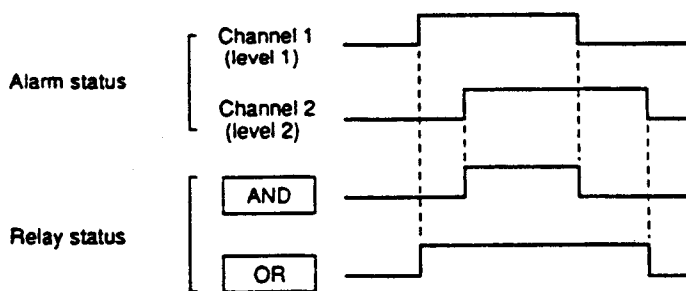 Channel 1
(level 1)
Alarm status
Channel 2
(level 2)
AND
Relay status
OR